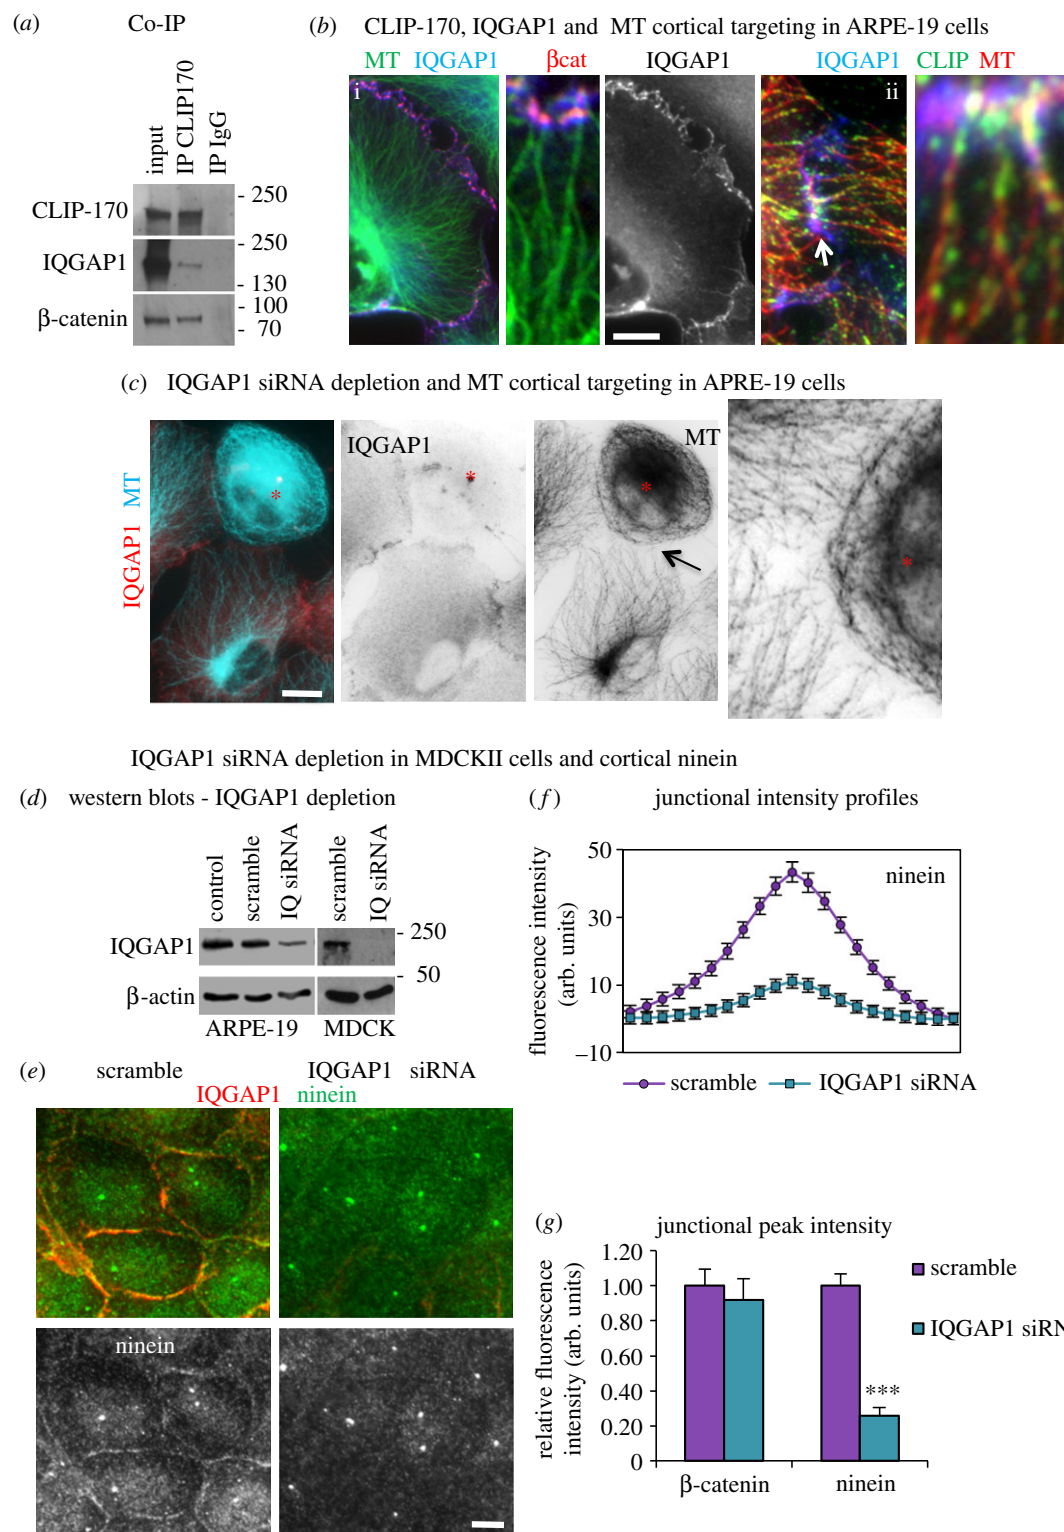 (a) Co-IP
input
IP CLIP170
IP IgG
CLIP-170
- 250
IQGAP1
250
130
β-catenin
- 100
- 70
(b) CLIP-170, IQGAP1 and MT cortical targeting in ARPE-19 cells
MT IQGAP1 βcat IQGAP1 IQGAP1 CLIP MT
i
ii
(c) IQGAP1 siRNA depletion and MT cortical targeting in APRE-19 cells
IQGAP1 MT
IQGAP1
MT
*
*
*
*
IQGAP1 siRNA depletion in MDCKII cells and cortical ninein
(d) western blots - IQGAP1 depletion
control
scramble
IQ siRNA
scramble
IQ siRNA
IQGAP1
- 250
50
β-actin
ARPE-19 MDCK
(e) scramble IQGAP1 siRNA
IQGAP1 ninein
ninein
(f) junctional intensity profiles
fluorescence intensity
(arb. units)
50
30
10
−10
ninein
scramble IQGAP1 siRNA
(g) junctional peak intensity
relative fluorescence
intensity (arb. units)
1.20
1.00
0.80
0.60
0.40
0.20
0
***
β-catenin ninein
scramble
IQGAP1 siRN